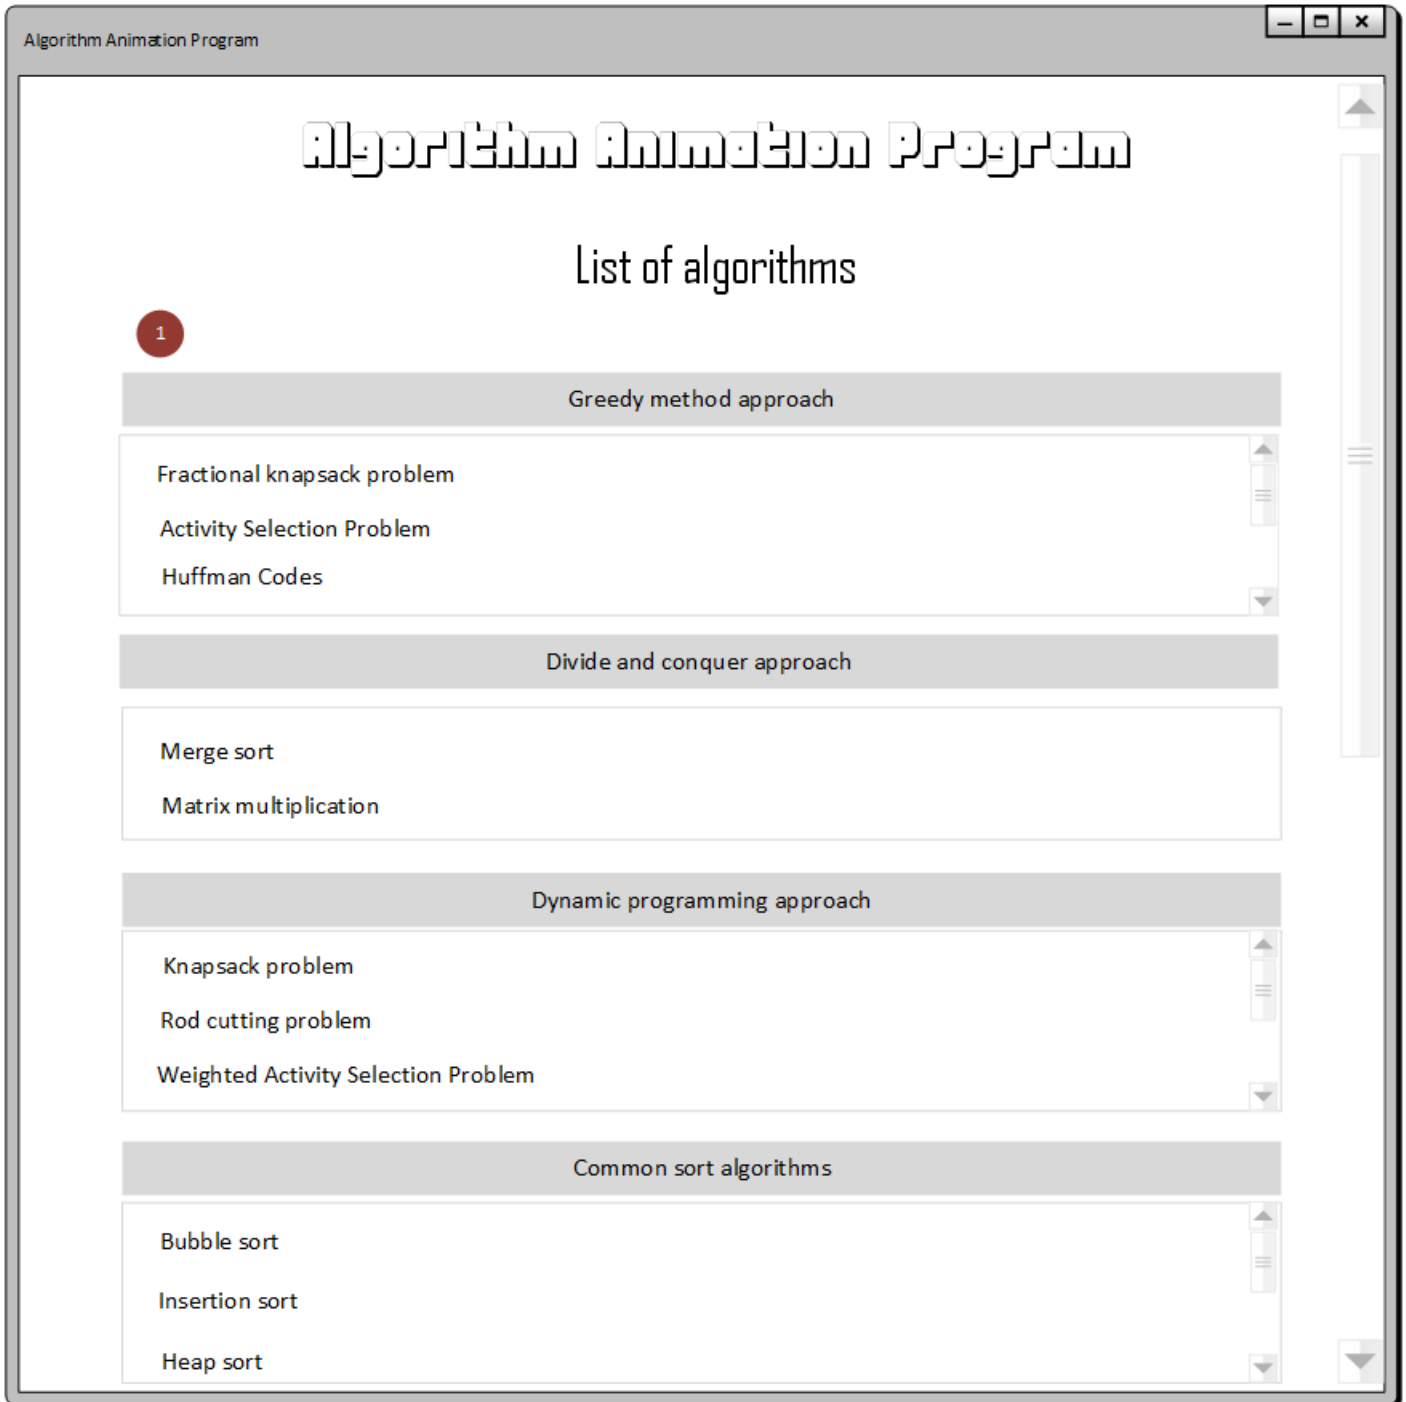 Algorithm Animation Program
Algorithm Animation Program
List of algorithms
1
Greedy method approach
Fractional knapsack problem
Activity Selection Problem
Huffman Codes
Divide and conquer approach
Merge sort
Matrix multiplication
Dynamic programming approach
Knapsack problem
Rod cutting problem
Weighted Activity Selection Problem
Common sort algorithms
Bubble sort
Insertion sort
Heap sort